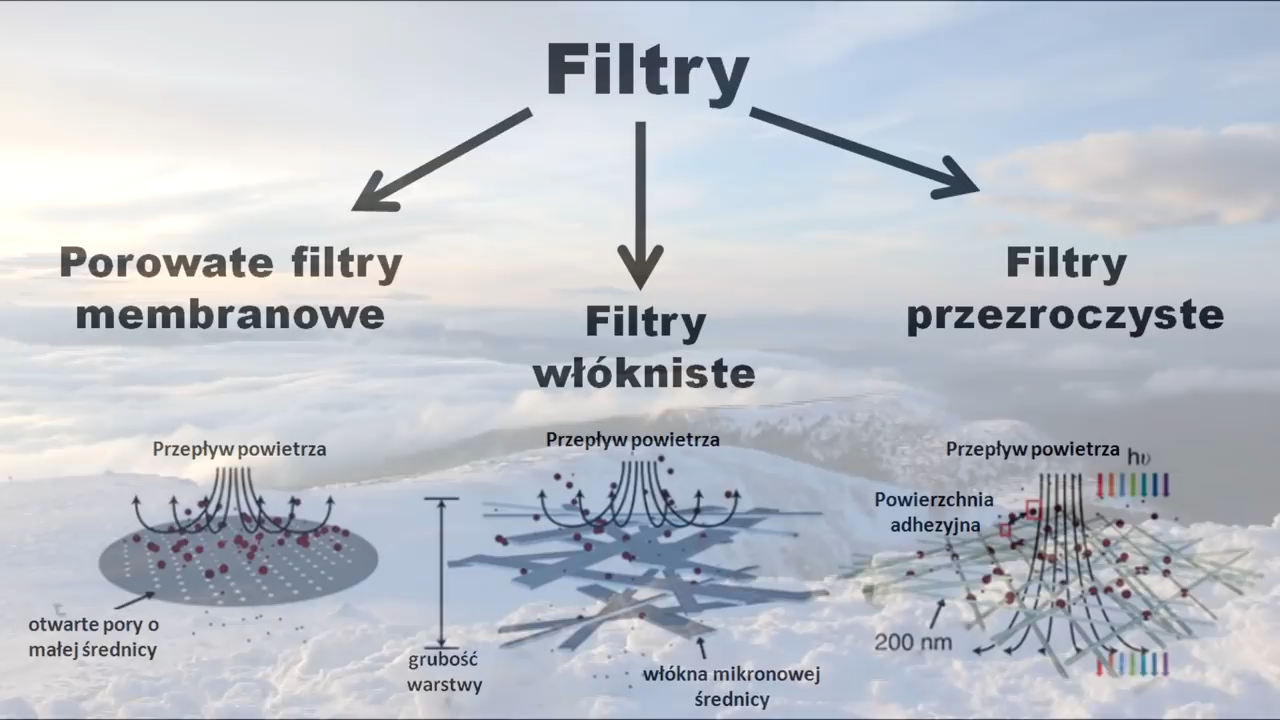 Filtry
Porowate filtry
membranowe
Filtry
włókniste
Filtry
przezroczyste
Przepływ powietrza
otwarte pory o
małej średnicy
Przepływ powietrza
grubość
warstwy
włókna mikronowej
średnicy
Przepływ powietrza
hυ
Powierzchnia
adhezyjna
200 nm